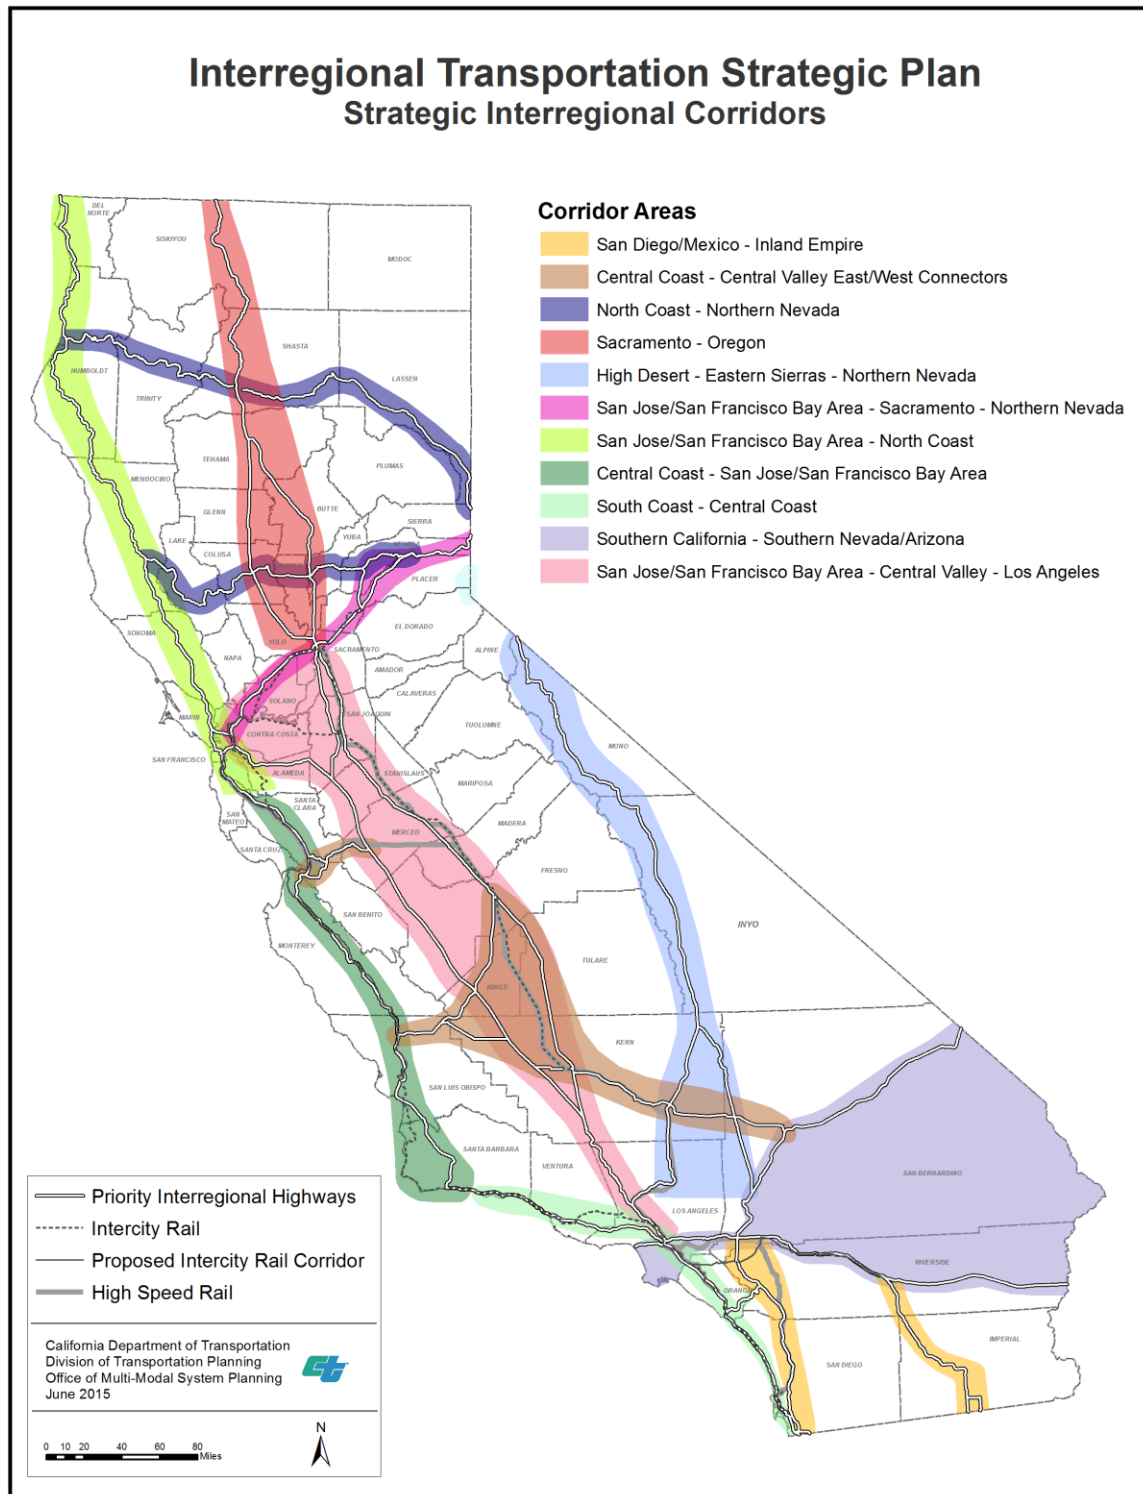 Interregional Transportation Strategic Plan
Strategic Interregional Corridors
Corridor Areas
San Diego/Mexico - Inland Empire
Central Coast - Central Valley East/West Connectors
North Coast - Northern Nevada
Sacramento - Oregon
High Desert - Eastern Sierras - Northern Nevada
San Jose/San Francisco Bay Area - Sacramento - Northern Nevada
San Jose/San Francisco Bay Area - North Coast
Central Coast - San Jose/San Francisco Bay Area
South Coast - Central Coast
Southern California - Southern Nevada/Arizona
San Jose/San Francisco Bay Area - Central Valley - Los Angeles
DEL
NORTE
SISKIYOU
MODOC
SHASTA
LASSEN
HUMBOLDT
TRINITY
TEHAMA
PLUMAS
MENDOCINO
GLENN
BUTTE
SIERRA
YUBA
LAKE
COLUSA
NEVADA
PLACER
EL DORADO
SONOMA
YOLO
NAPA
SACRAMENTO
ALPINE
AMADOR
CALAVERAS
SOLANO
MARIN
SAN JOAQUIN
TUOLUMNE
CONTRA COSTA
MONO
SAN FRANCISCO
ALAMEDA
STANISLAUS
MARIPOSA
SAN
MATEO
SANTA
CLARA
MADERA
MERCED
SANTA CRUZ
FRESNO
SAN BENITO
INYO
MONTEREY
TULARE
KINGS
KERN
SAN LUIS OBISPO
SANTA BARBARA
VENTURA
SAN BERNARDINO
LOS ANGELES
RIVERSIDE
ORANGE
IMPERIAL
SAN DIEGO
Priority Interregional Highways
Intercity Rail
Proposed Intercity Rail Corridor
High Speed Rail
California Department of Transportation
Division of Transportation Planning
Office of Multi-Modal System Planning
June 2015
ct
N
0 10 20 40 60 80
Miles